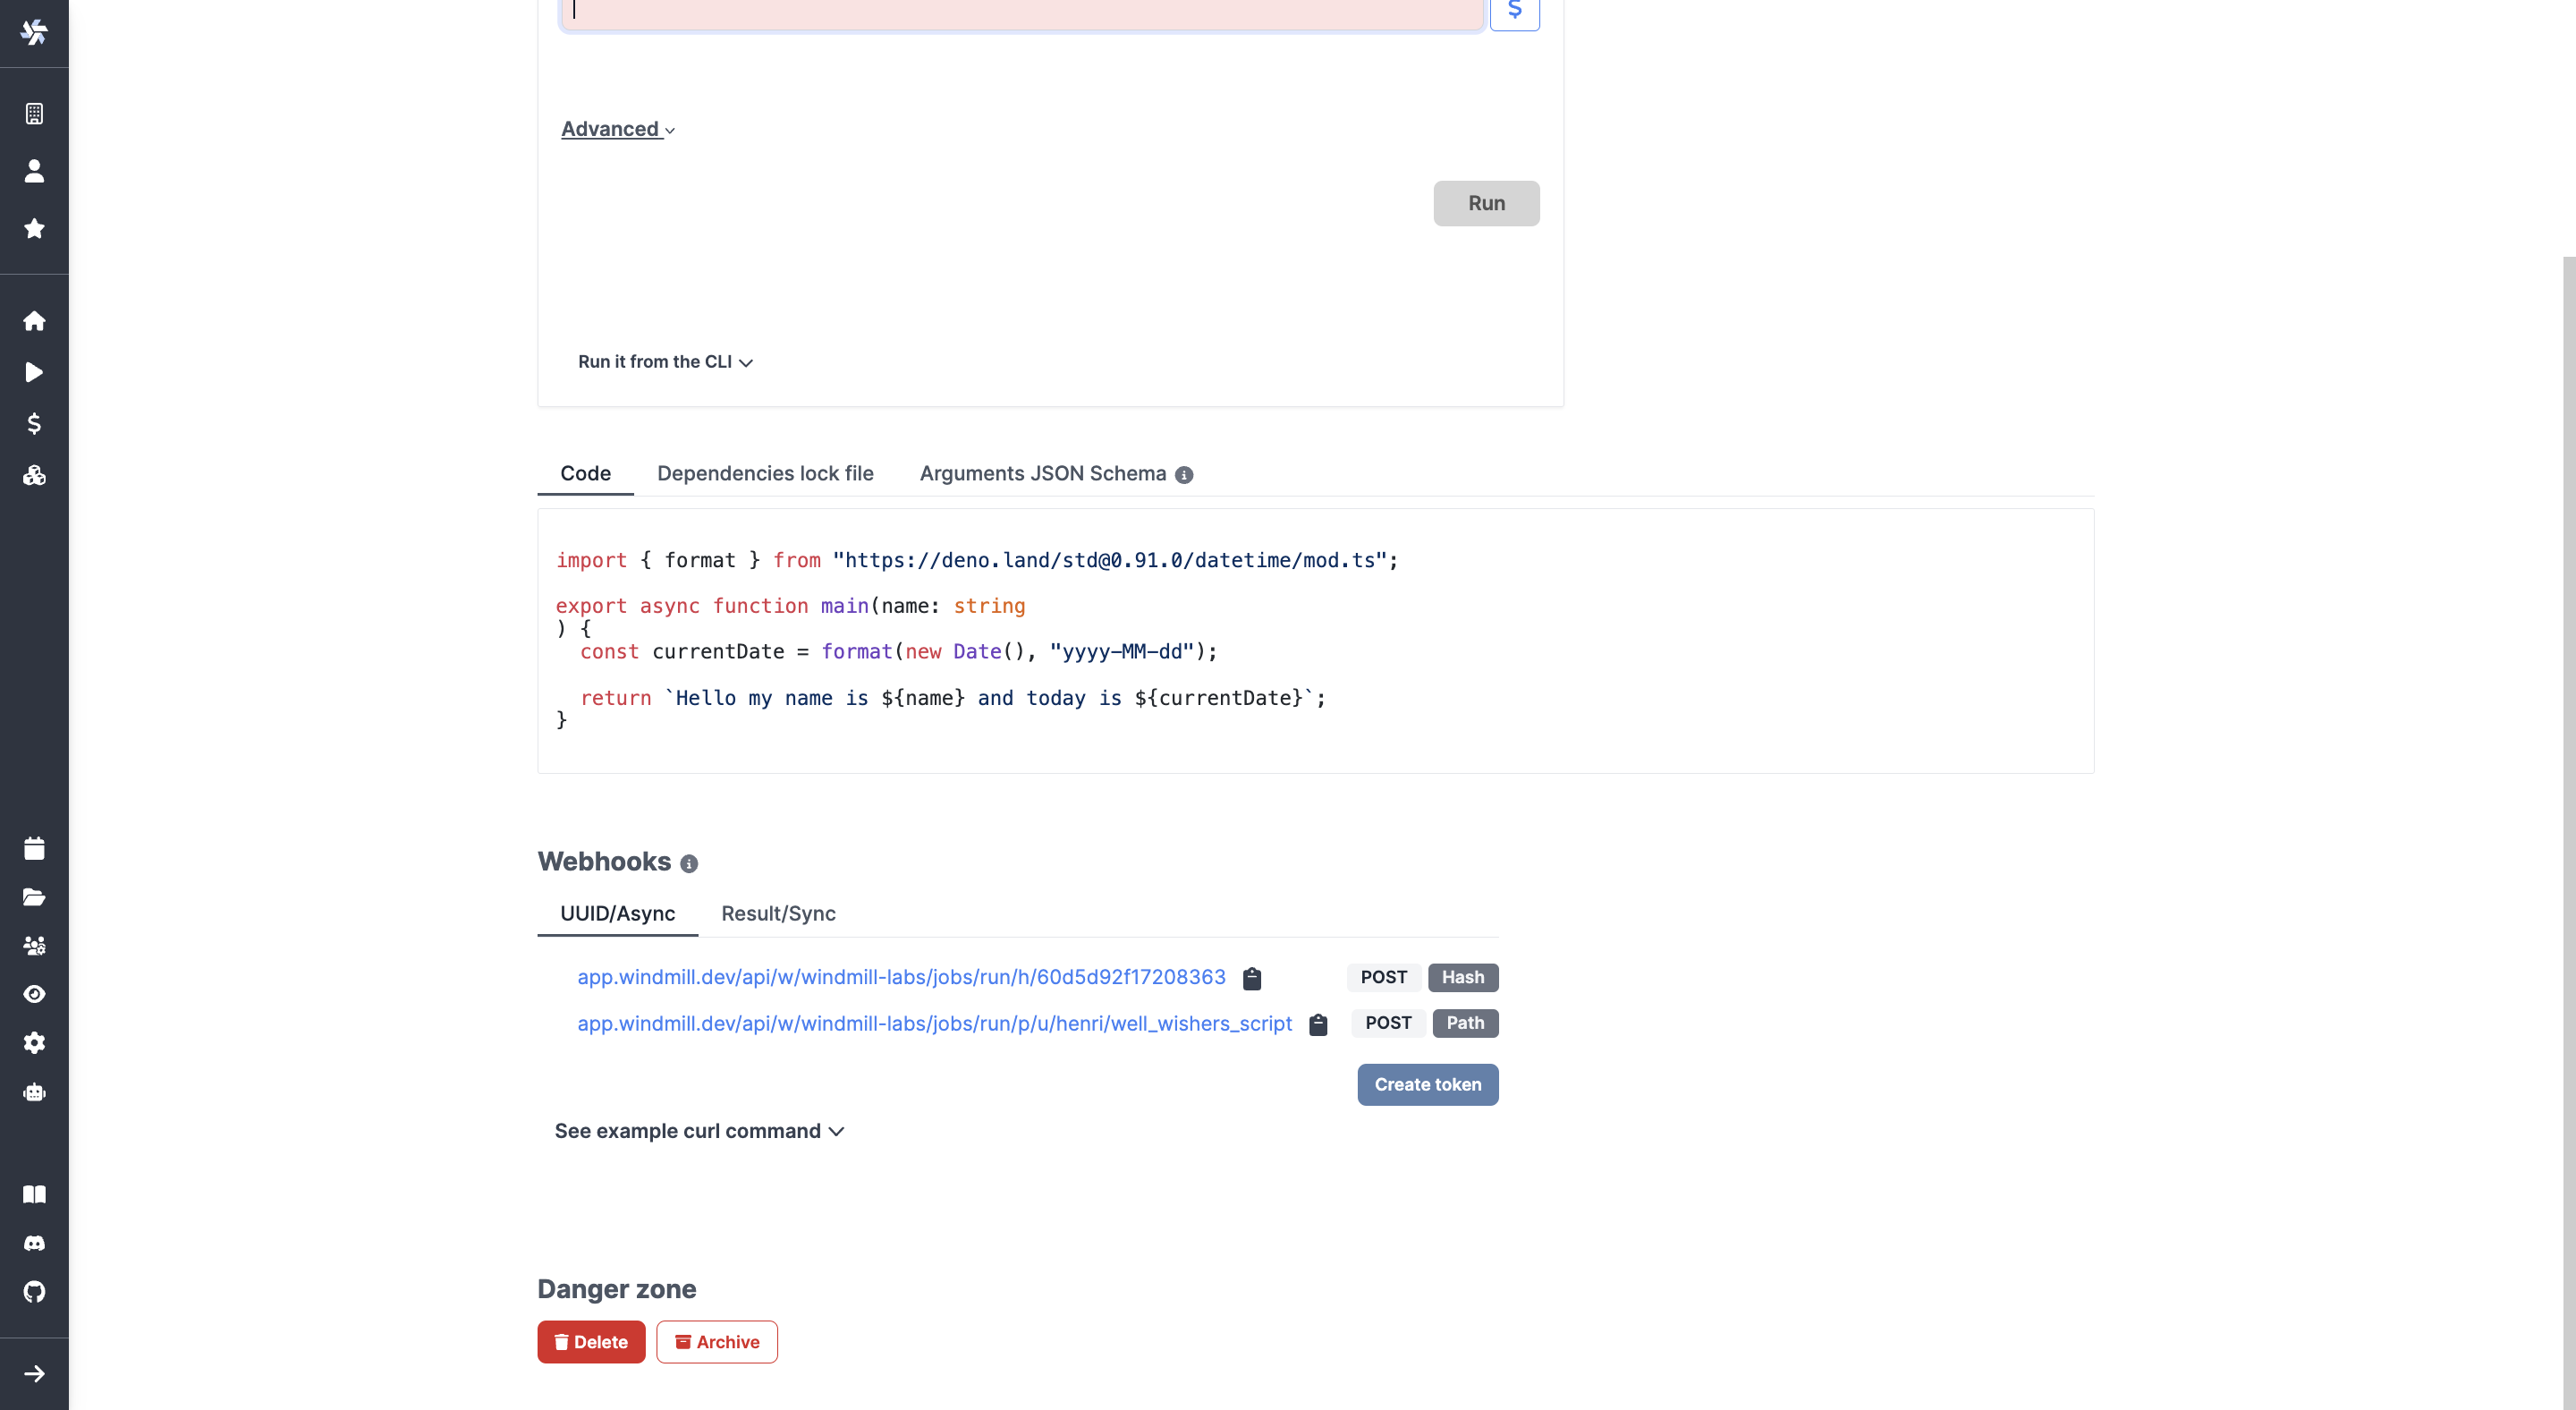 $
Advanced
Run
Run it from the CLI
Code Dependencies lock file Arguments JSON Schema
import { format } from "https://deno.land/std@0.91.0/datetime/mod.ts";
export async function main(name: string
) {
  const currentDate = format(new Date(), "yyyy-MM-dd");
  return `Hello my name is ${name} and today is ${currentDate}`;
}
Webhooks
UUID/Async Result/Sync
app.windmill.dev/api/w/windmill-labs/jobs/run/h/60d5d92f17208363 POST Hash
app.windmill.dev/api/w/windmill-labs/jobs/run/p/u/henri/well_wishers_script POST Path
Create token
See example curl command
Danger zone
Delete Archive